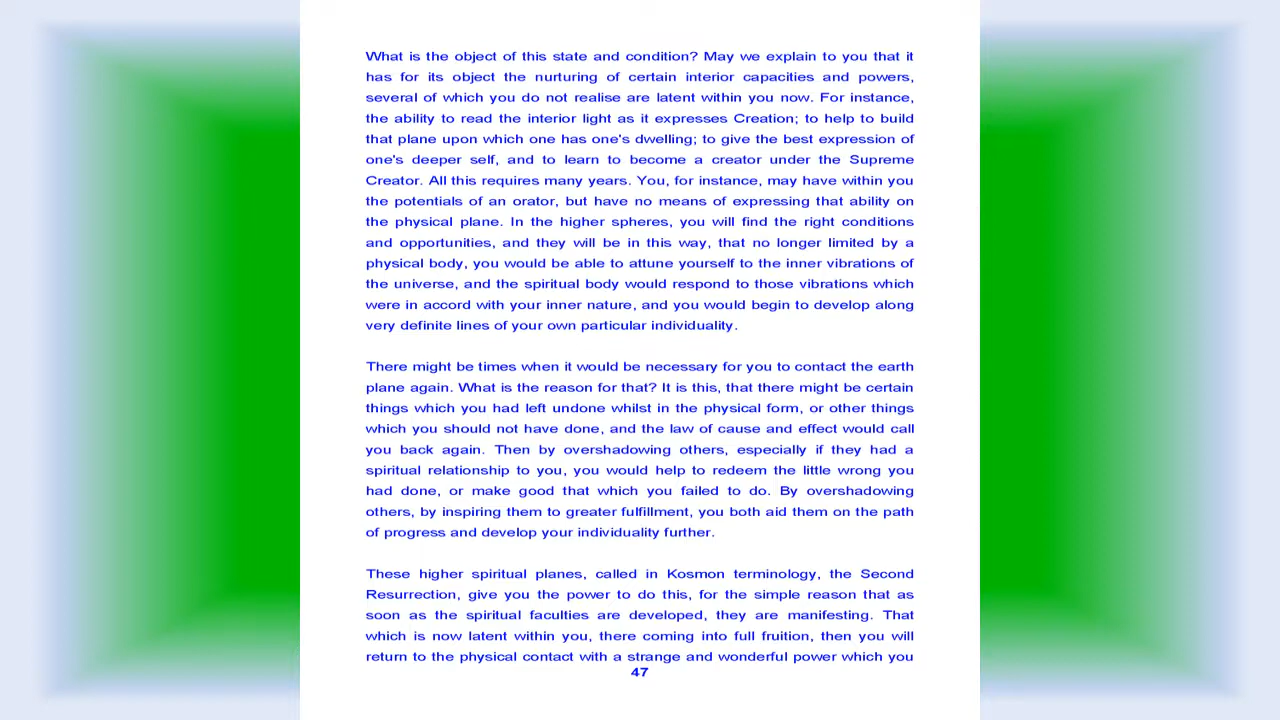 What is the object of this state and condition? May we explain to you that it
has for its object the nurturing of certain interior capacities and powers,
several of which you do not realise are latent within you now. For instance,
the ability to read the interior light as it expresses Creation; to help to build
that plane upon which one has one's dwelling; to give the best expression of
one's deeper self, and to learn to become a creator under the Supreme
Creator. All this requires many years. You, for instance, may have within you
the potentials of an orator, but have no means of expressing that ability on
the physical plane. In the higher spheres, you will find the right conditions
and opportunities, and they will be in this way, that no longer limited by a
physical body, you would be able to attune yourself to the inner vibrations of
the universe, and the spiritual body would respond to those vibrations which
were in accord with your inner nature, and you would begin to develop along
very definite lines of your own particular individuality.
There might be times when it would be necessary for you to contact the earth
plane again. What is the reason for that? It is this, that there might be certain
things which you had left undone whilst in the physical form, or other things
which you should not have done, and the law of cause and effect would call
you back again. Then by overshadowing others, especially if they had a
spiritual relationship to you, you would help to redeem the little wrong you
had done, or make good that which you failed to do. By overshadowing
others, by inspiring them to greater fulfillment, you both aid them on the path
of progress and develop your individuality further.
These higher spiritual planes, called in Kosmon terminology, the Second
Resurrection, give you the power to do this, for the simple reason that as
soon as the spiritual faculties are developed, they are manifesting. That
which is now latent within you, there coming into full fruition, then you will
return to the physical contact with a strange and wonderful power which you
47